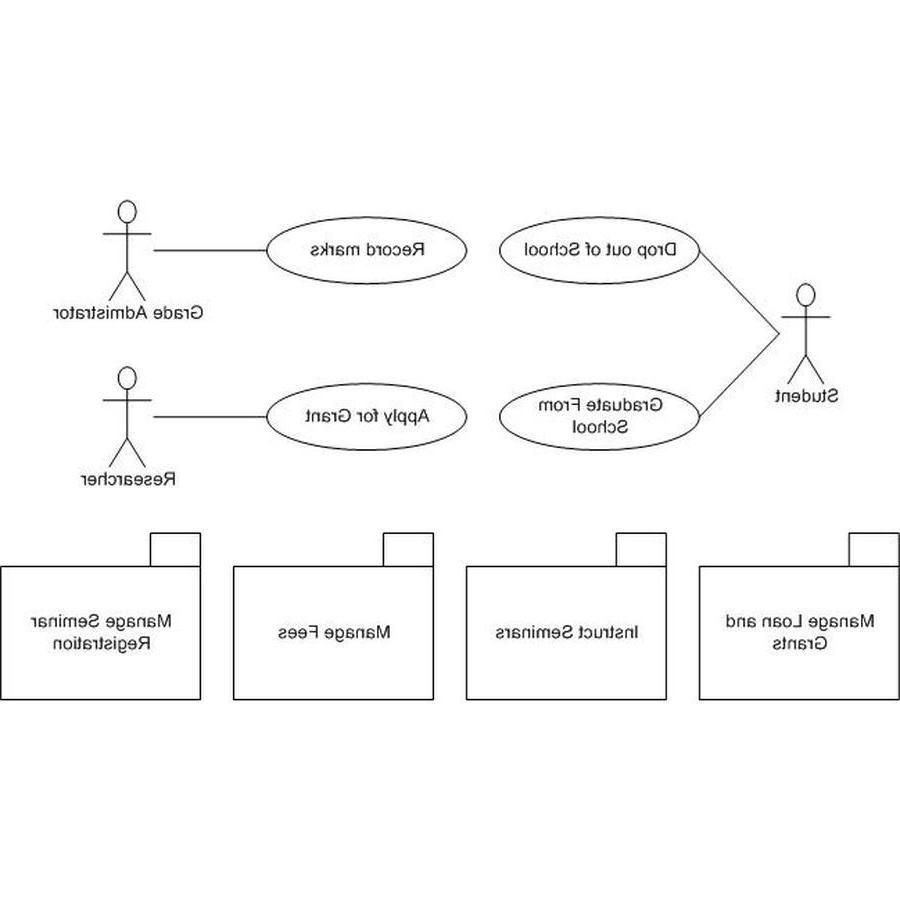 Drop out of School
Record marks
Student
Grade Admistrator
Graduate From
School
Apply for Grant
Researcher
Manage Loan and
Grants
Instruct Seminars
Manage Fees
Manage Seminar
Registration